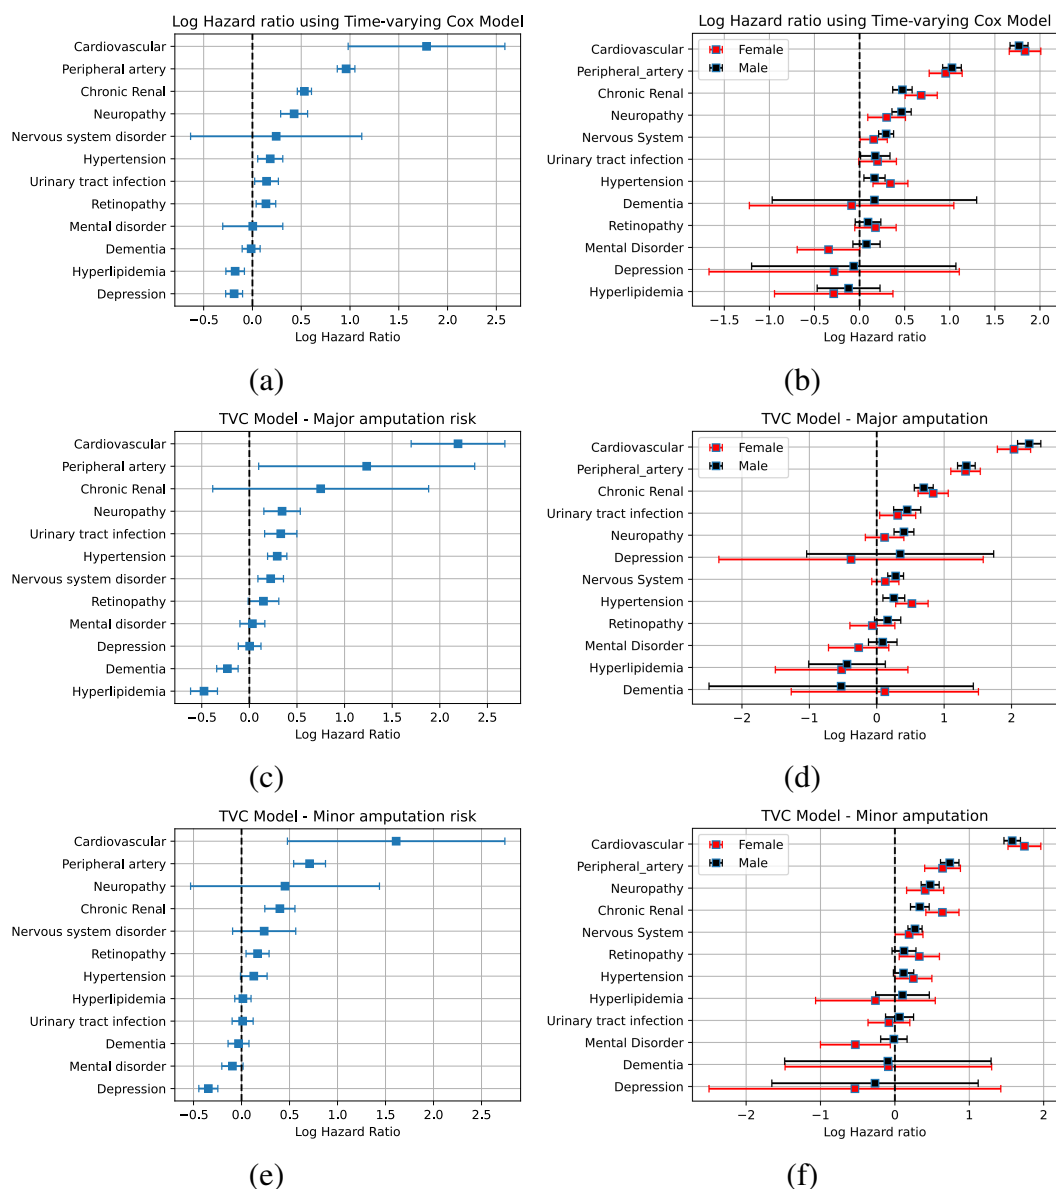 Log Hazard ratio using Time-varying Cox Model
Cardiovascular
Peripheral artery
Chronic Renal
Neuropathy
Nervous system disorder
Hypertension
Urinary tract infection
Retinopathy
Mental disorder
Dementia
Hyperlipidemia
Depression
−0.5 0.0 0.5 1.0 1.5 2.0 2.5
Log Hazard Ratio
(a)
Log Hazard ratio using Time-varying Cox Model
Female
Male
Cardiovascular
Peripheral_artery
Chronic Renal
Neuropathy
Nervous System
Urinary tract infection
Hypertension
Dementia
Retinopathy
Mental Disorder
Depression
Hyperlipidemia
−1.5 −1.0 −0.5 0.0 0.5 1.0 1.5 2.0
Log Hazard Ratio
(b)
TVC Model - Major amputation risk
Cardiovascular
Peripheral artery
Chronic Renal
Neuropathy
Urinary tract infection
Hypertension
Nervous system disorder
Retinopathy
Mental disorder
Depression
Dementia
Hyperlipidemia
−0.5 0.0 0.5 1.0 1.5 2.0 2.5
Log Hazard Ratio
(c)
TVC Model - Major amputation
Female
Male
Cardiovascular
Peripheral_artery
Chronic Renal
Urinary tract infection
Neuropathy
Depression
Nervous System
Hypertension
Retinopathy
Mental Disorder
Hyperlipidemia
Dementia
−2 −1 0 1 2
Log Hazard ratio
(d)
TVC Model - Minor amputation risk
Cardiovascular
Peripheral artery
Neuropathy
Chronic Renal
Nervous system disorder
Retinopathy
Hypertension
Hyperlipidemia
Urinary tract infection
Dementia
Mental disorder
Depression
−0.5 0.0 0.5 1.0 1.5 2.0 2.5
Log Hazard Ratio
(e)
TVC Model - Minor amputation
Female
Male
Cardiovascular
Peripheral_artery
Neuropathy
Chronic Renal
Nervous System
Retinopathy
Hypertension
Hyperlipidemia
Urinary tract infection
Mental Disorder
Dementia
Depression
−2 −1 0 1 2
Log Hazard ratio
(f)